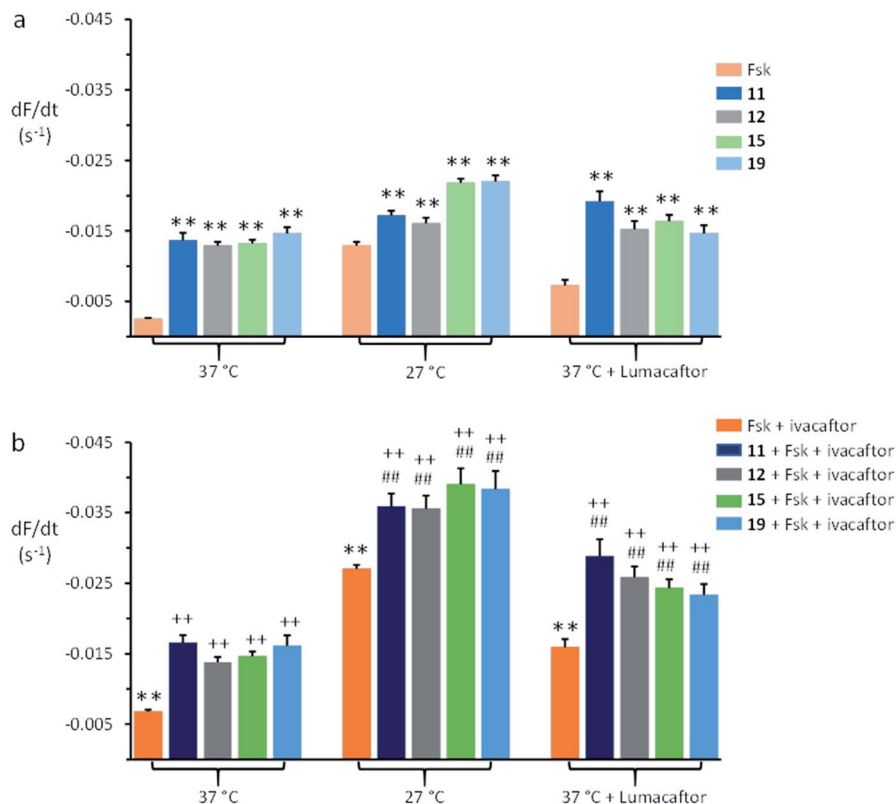 a
-0.045
-0.035
dF/dt
(s⁻¹)
-0.025
-0.015
-0.005
Fsk
11
12
15
19
** ** ** **
** ** ** **
** ** ** **
37 °C
27 °C
37 °C + Lumacaftor
b
-0.045
-0.035
dF/dt
(s⁻¹)
-0.025
-0.015
-0.005
Fsk + ivacaftor
11 + Fsk + ivacaftor
12 + Fsk + ivacaftor
15 + Fsk + ivacaftor
19 + Fsk + ivacaftor
** ++ ++ ++ ++
++ ++ ++ ++
** ## ## ## ##
++ ++ ++ ++
** ## ## ## ##
37 °C
27 °C
37 °C + Lumacaftor